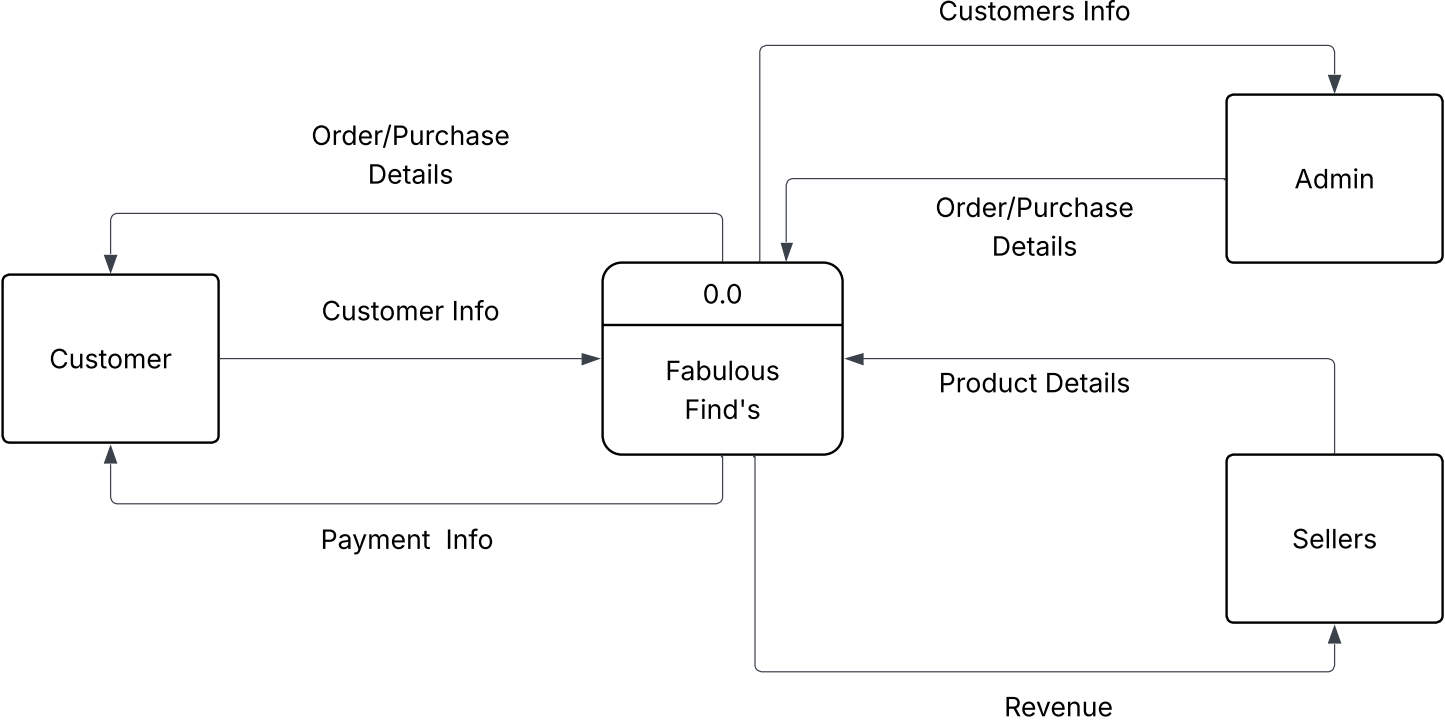 Customers Info
Order/Purchase
Details
Admin
Order/Purchase
Details
0.0
Customer Info
Customer
Fabulous
Find's
Product Details
Payment  Info
Sellers
Revenue